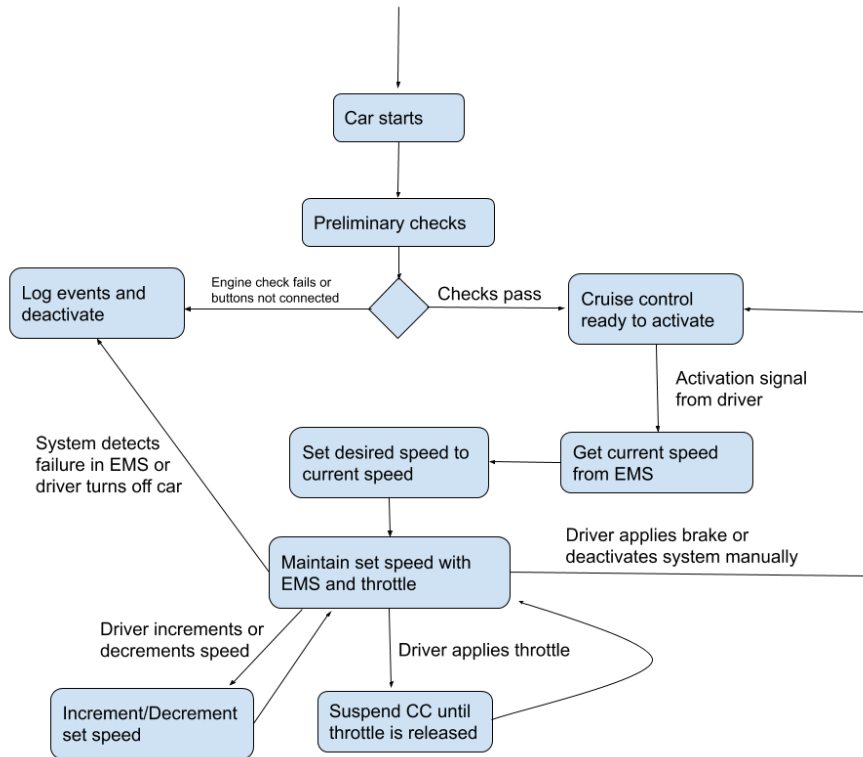 Car starts
Preliminary checks
Engine check fails or
buttons not connected
Log events and
deactivate
Checks pass
Cruise control
ready to activate
Activation signal
from driver
System detects
failure in EMS or
driver turns off car
Set desired speed to
current speed
Get current speed
from EMS
Driver applies brake or
deactivates system manually
Maintain set speed with
EMS and throttle
Driver increments or
decrements speed
Driver applies throttle
Increment/Decrement
set speed
Suspend CC until
throttle is released